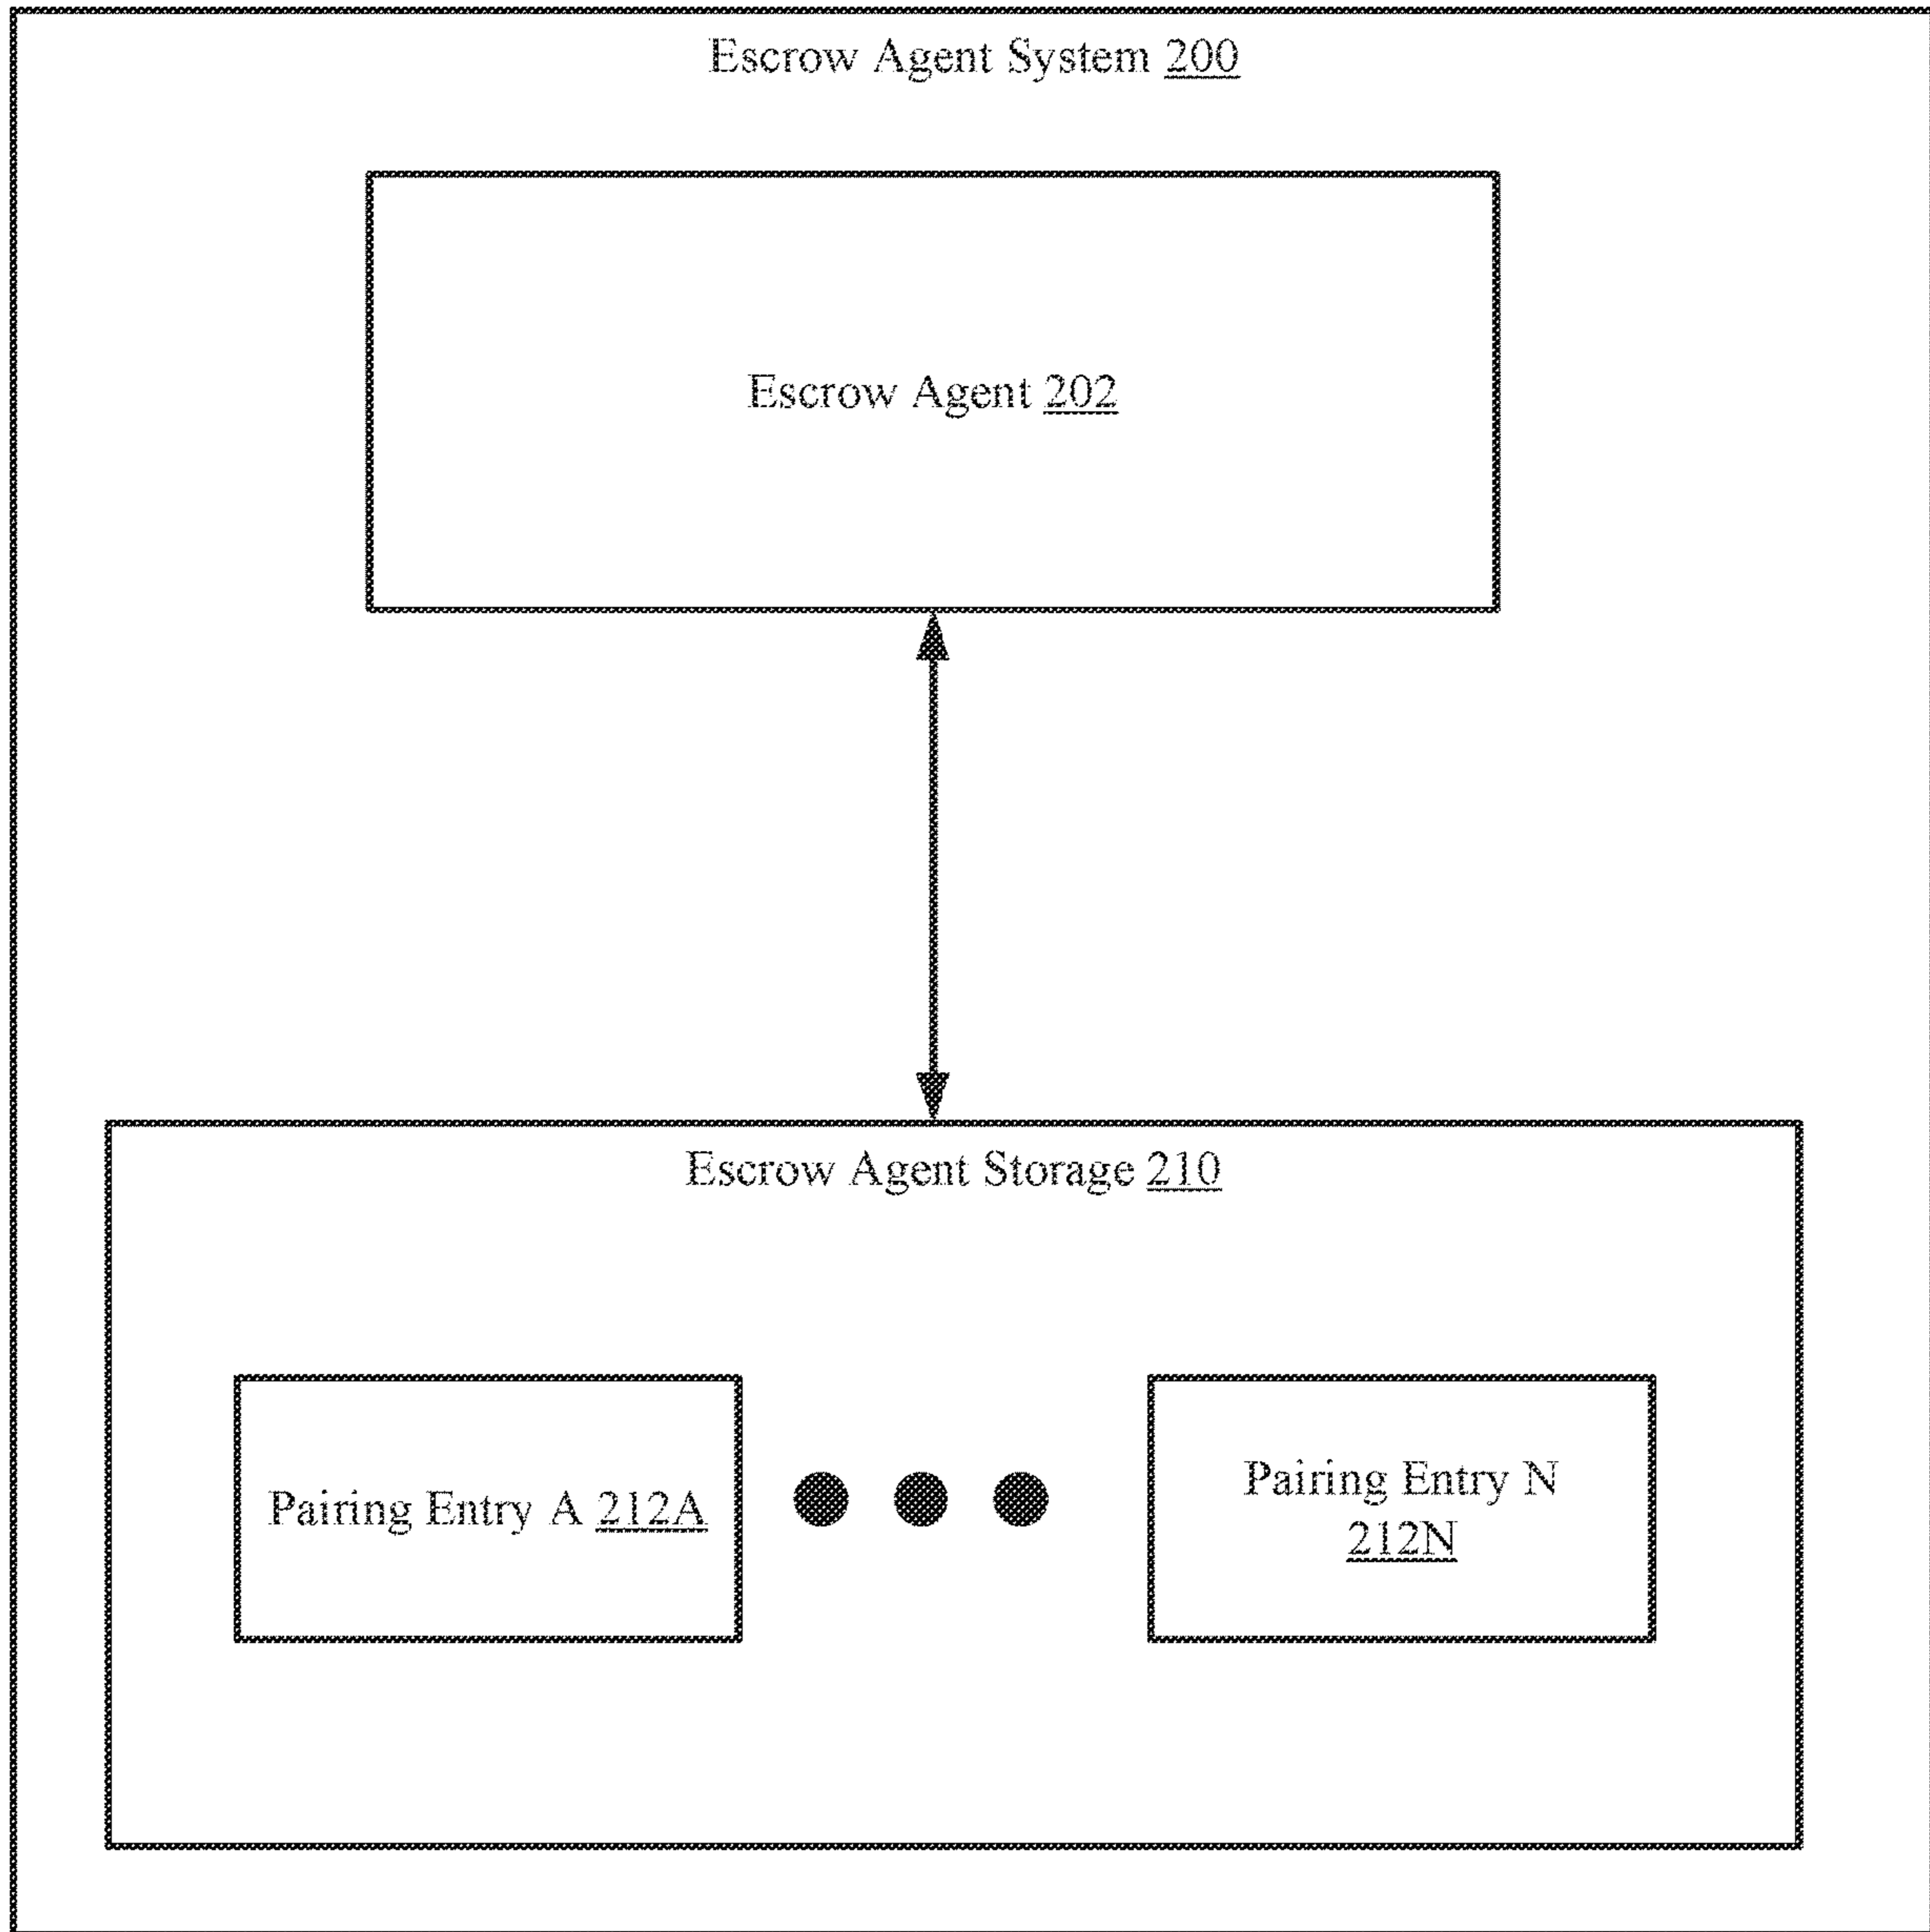 Escrow Agent System 200
Escrow Agent 202
Escrow Agent Storage 210
Pairing Entry A 212A
Pairing Entry N
212N